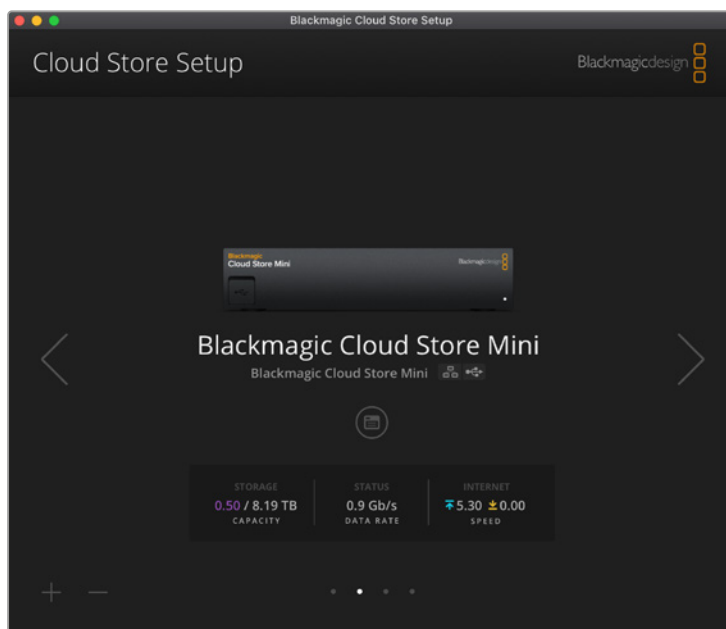 Blackmagic Cloud Store Setup
Cloud Store Setup
Blackmagicdesign
Blackmagic
Cloud Store Mini
Blackmagicdesign
Blackmagic Cloud Store Mini
Blackmagic Cloud Store Mini
STORAGE STATUS INTERNET
0.50 / 8.19 TB 0.9 Gb/s 5.30 0.00
CAPACITY DATA RATE SPEED